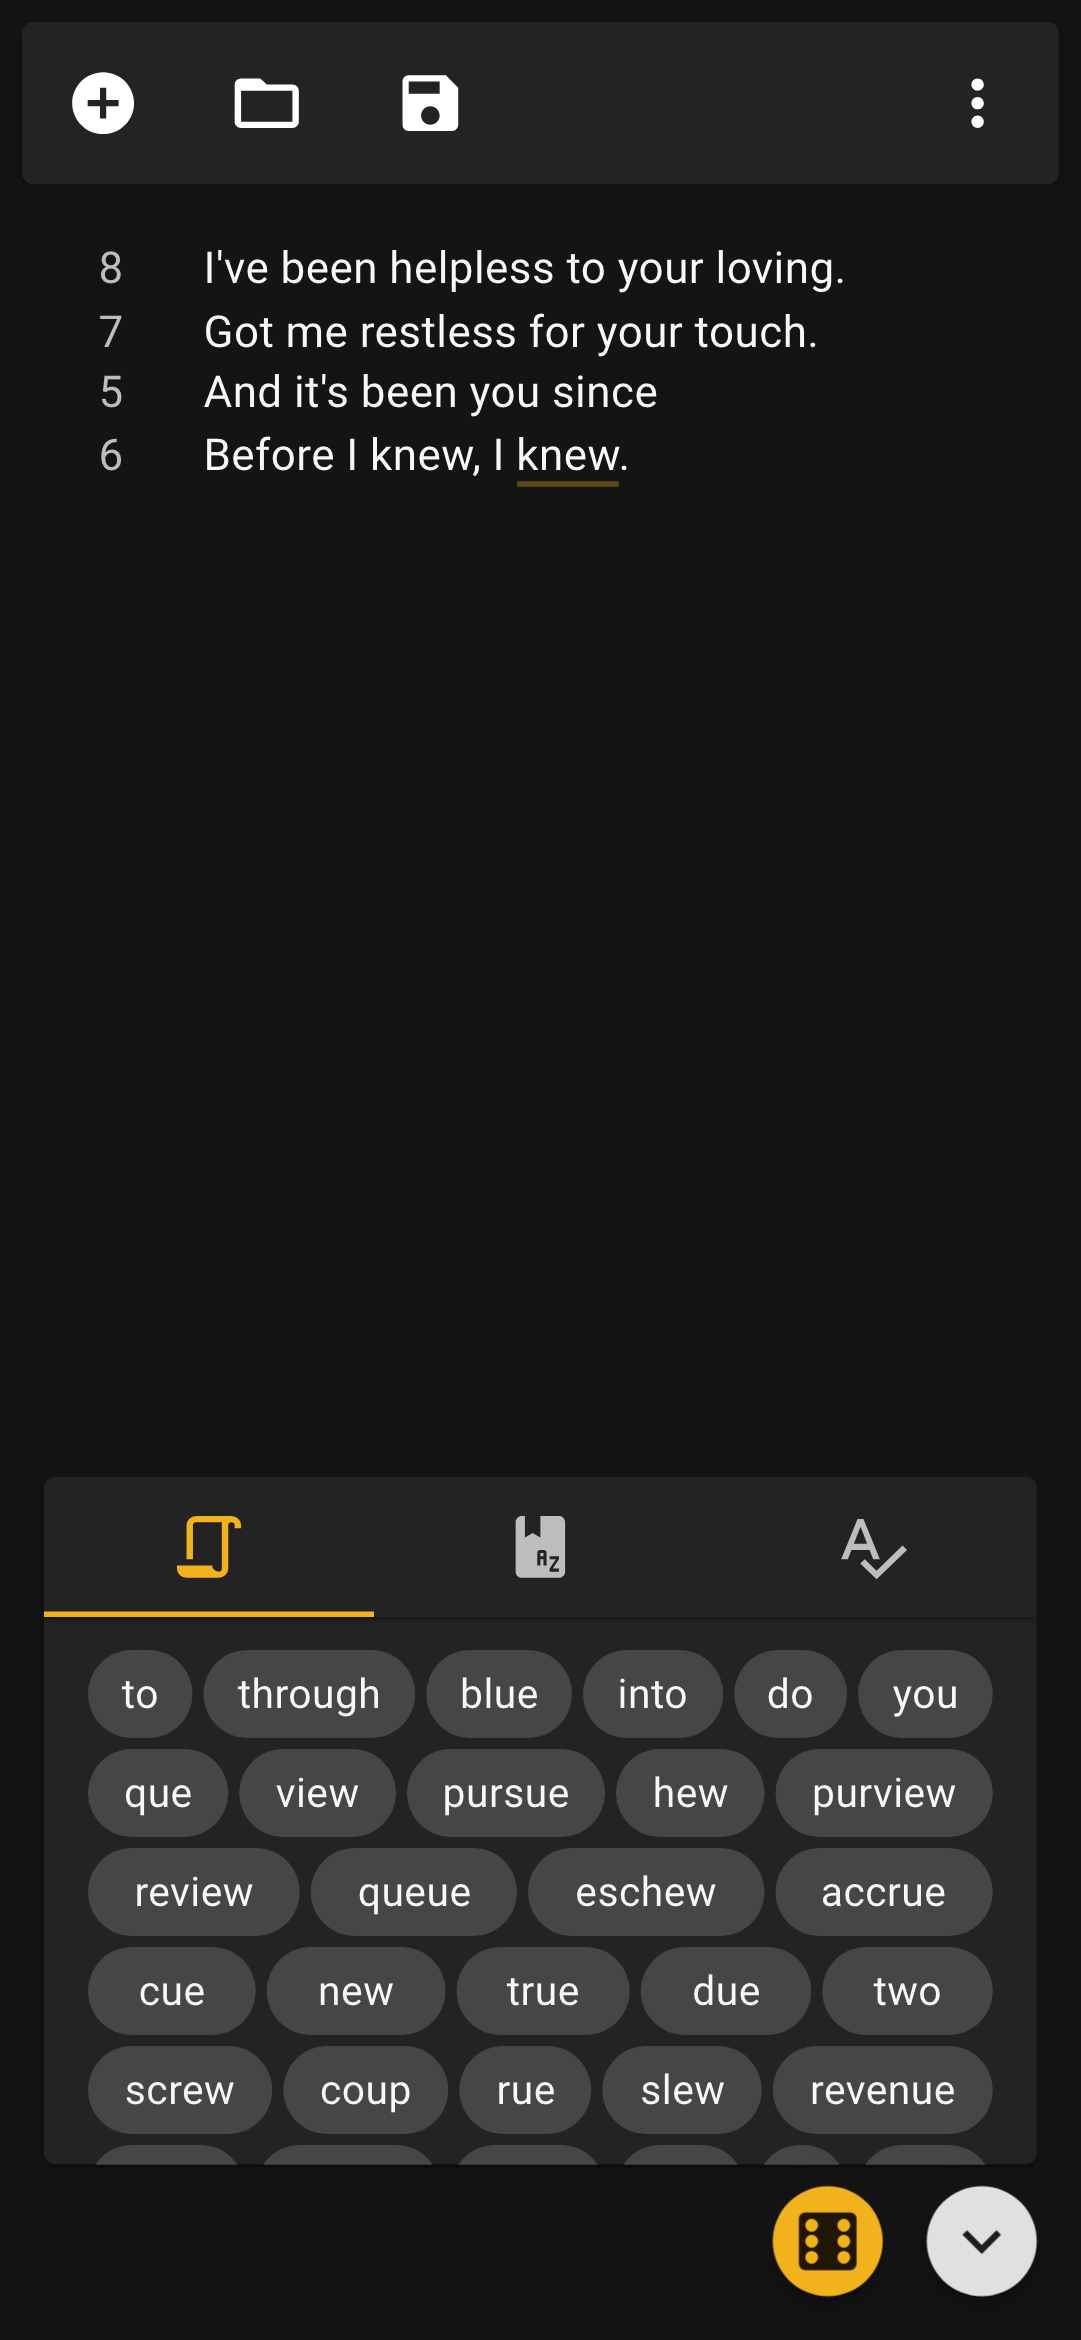 8 I've been helpless to your loving.
7 Got me restless for your touch.
5 And it's been you since
6 Before I knew, I knew.
A Z
A
to through blue into do you
que view pursue hew purview
review queue eschew accrue
cue new true due two
screw coup rue slew revenue